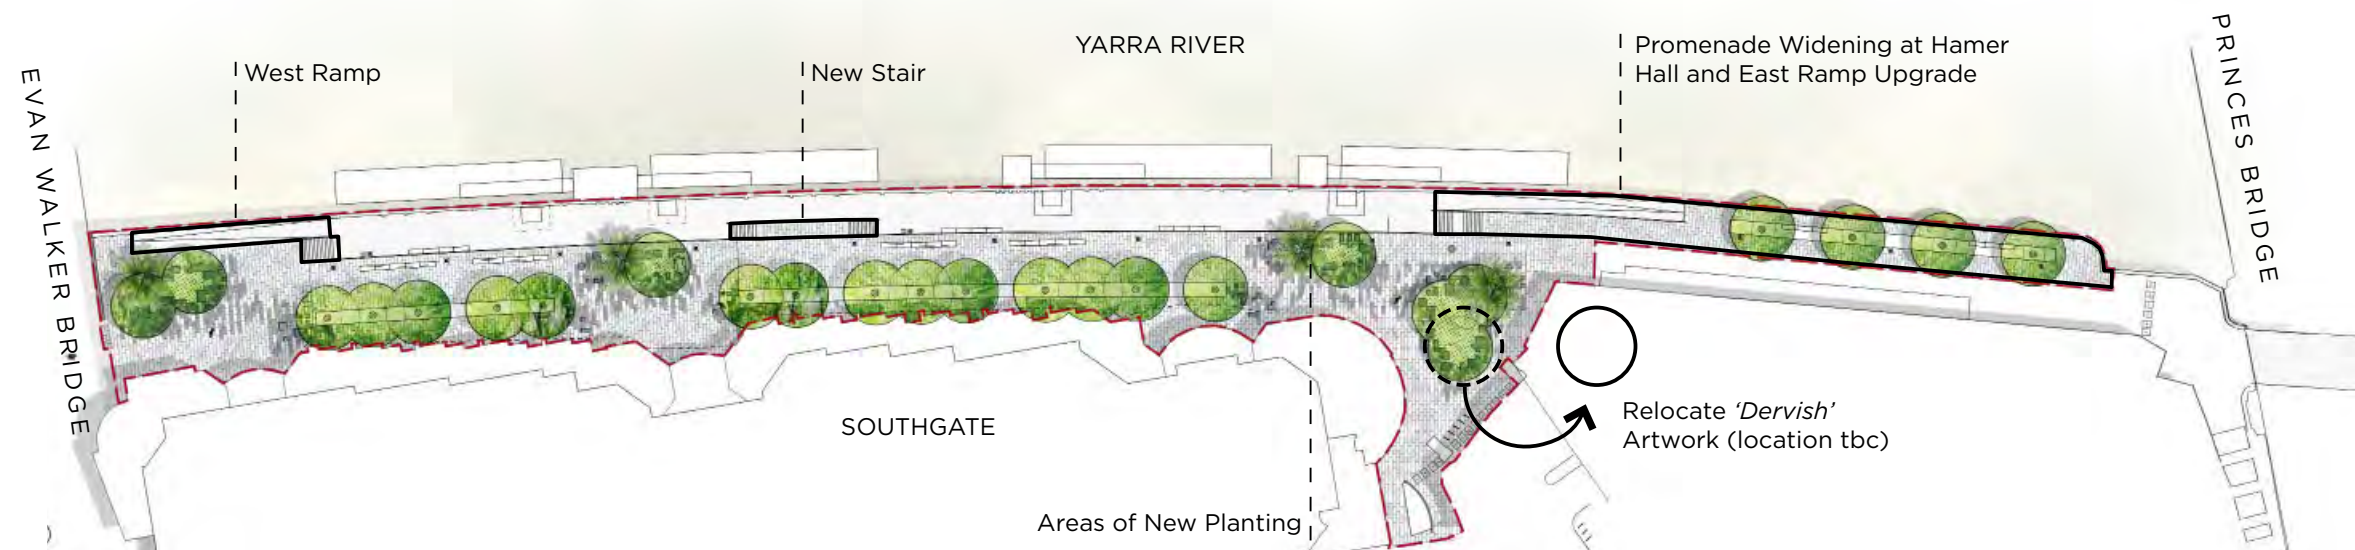 EVAN WALKER BRIDGE
West Ramp
New Stair
YARRA RIVER
Promenade Widening at Hamer
Hall and East Ramp Upgrade
PRINCES BRIDGE
SOUTHGATE
Relocate ‘Dervish’
Artwork (location tbc)
Areas of New Planting